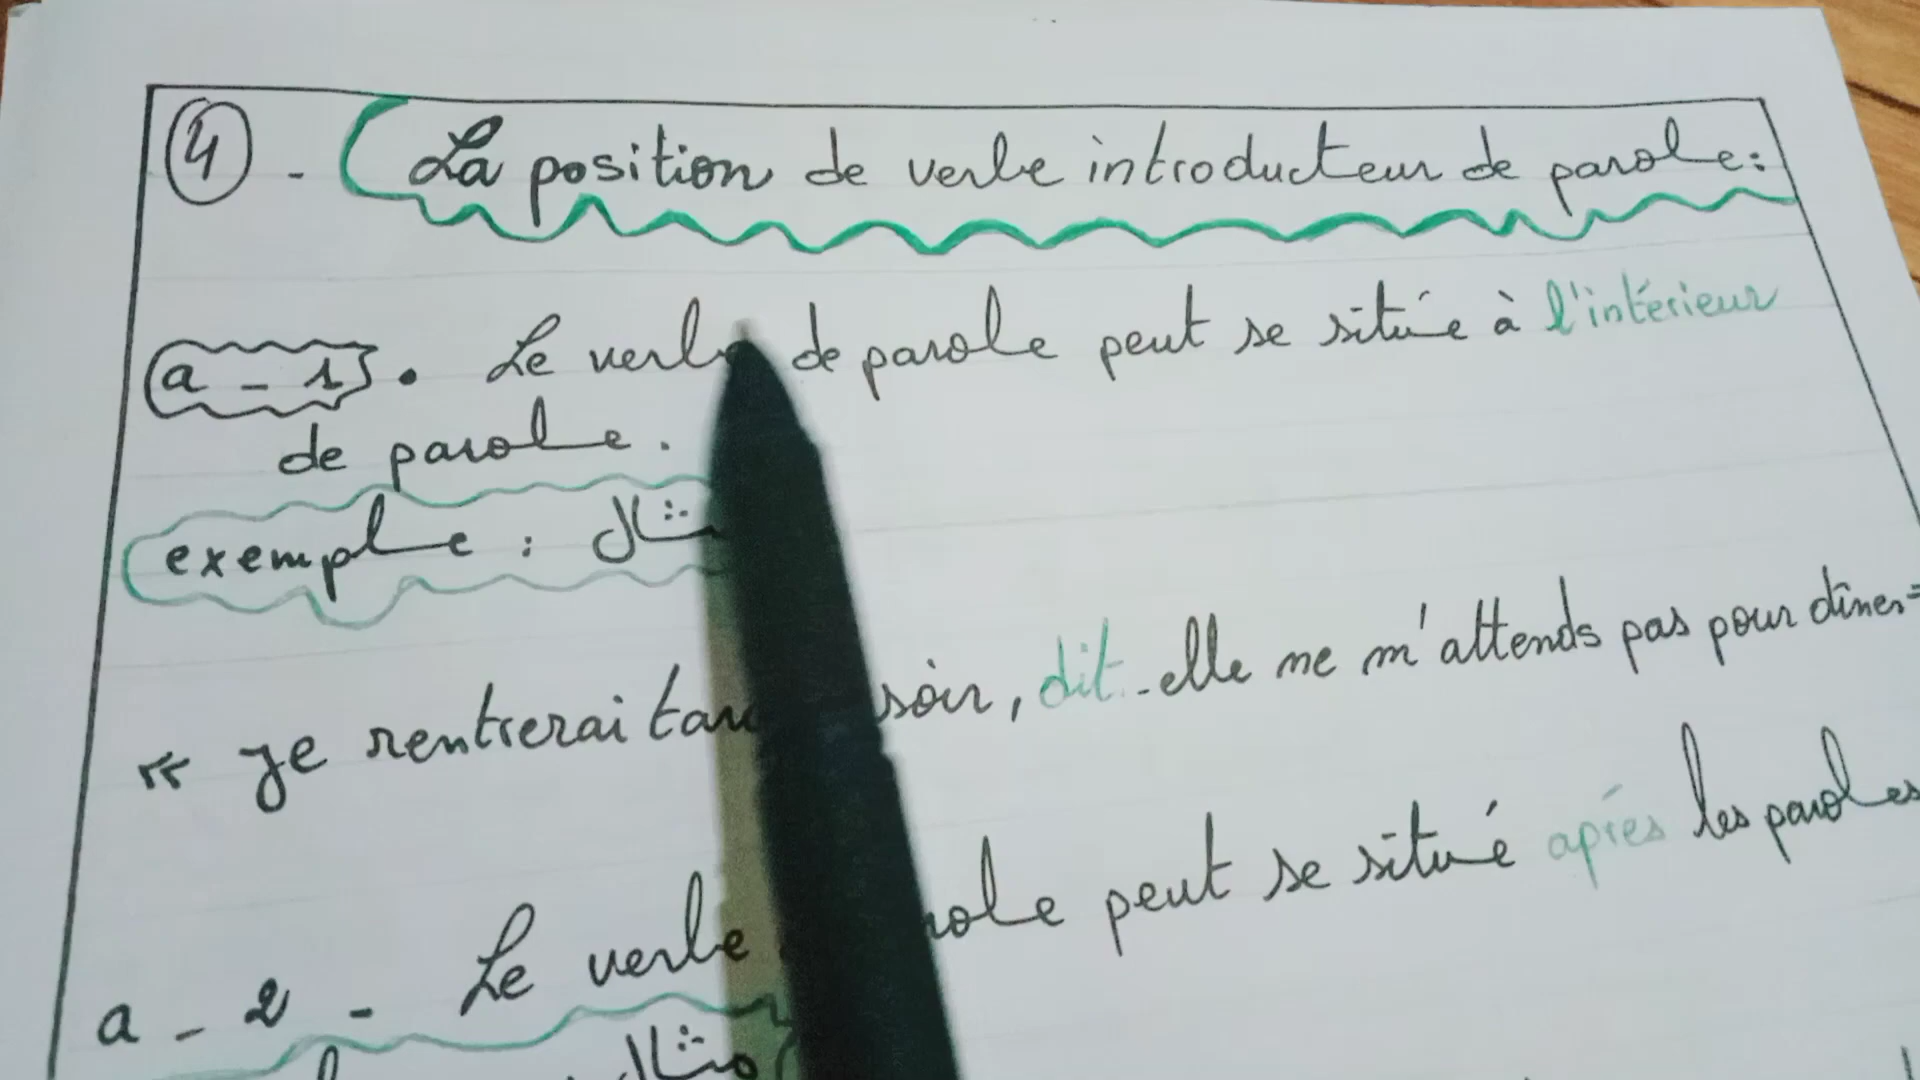 4 - La position de verbe introducteur de parole:
a - 1 . Le verbe de parole peut se situé à l'intérieur
de parole .
exemple : مثال
« je rentrerai soir, dit-elle ne m'attends pas pour dîner
a - 2 - Le verbe peut se situé après les paroles
مثال